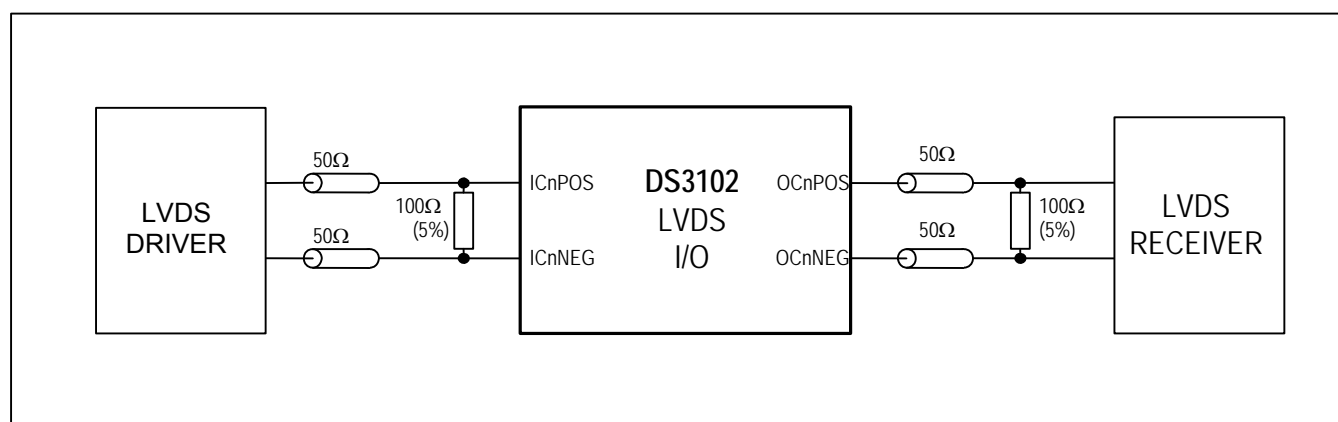 LVDS
DRIVER
50Ω
50Ω
100Ω
(5%)
ICnPOS
ICnNEG
DS3102
LVDS
I/O
OCnPOS
OCnNEG
50Ω
50Ω
100Ω
(5%)
LVDS
RECEIVER